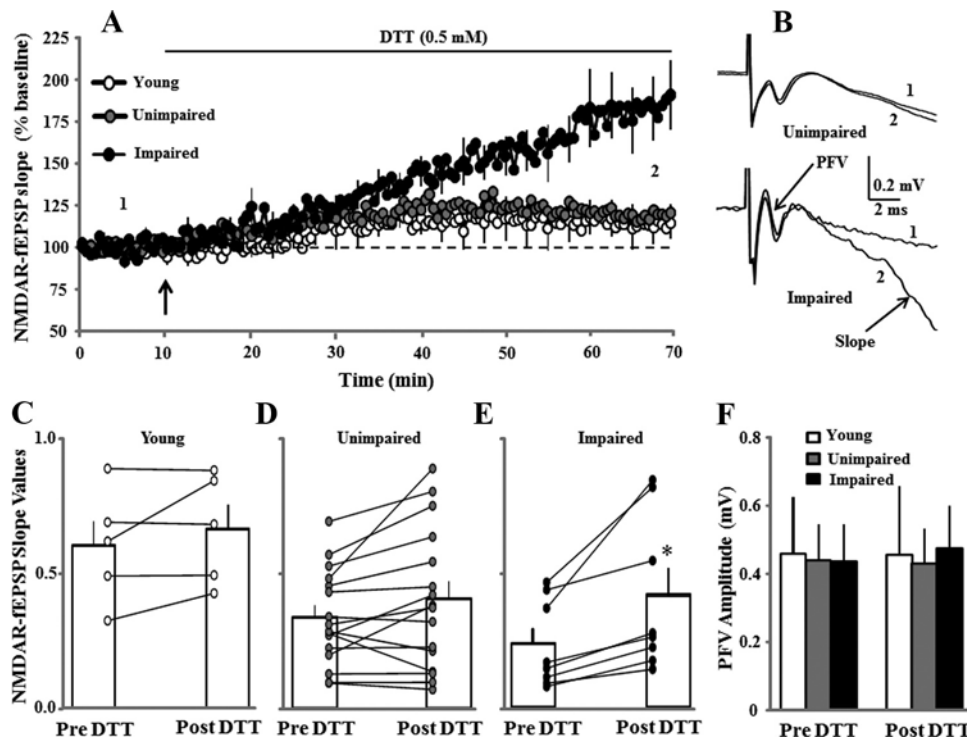 A
NMDAR-fEPSP slope (% baseline)
225
200
175
150
125
100
75
50
DTT (0.5 mM)
Young
Unimpaired
Impaired
1
2
0 10 20 30 40 50 60 70
Time (min)
B
1
2
Unimpaired
PFV
0.2 mV
2 ms
1
2
Impaired
Slope
C
NMDAR-fEPSP Slope Values
1.0
0.5
0.0
Young
Pre DTT Post DTT
D
Unimpaired
Pre DTT Post DTT
E
Impaired
*
Pre DTT Post DTT
F
PFV Amplitude (mV)
0.8
0.6
0.4
0.2
0
Young
Unimpaired
Impaired
Pre DTT Post DTT